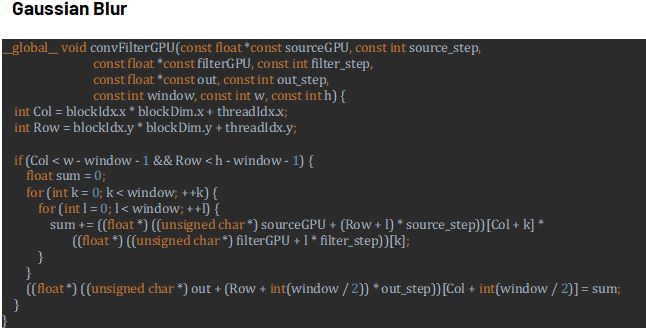 Gaussian Blur
__global__ void convFilterGPU(const float *const sourceGPU, const int source_step,
const float *const filterGPU, const int filter_step,
const float *const out, const int out_step,
const int window, const int w, const int h) {
int Col = blockIdx.x * blockDim.x + threadIdx.x;
int Row = blockIdx.y * blockDim.y + threadIdx.y;
if (Col < w - window - 1 && Row < h - window - 1) {
float sum = 0;
for (int k = 0; k < window; ++k) {
for (int l = 0; l < window; ++l) {
sum += ((float *) ((unsigned char *) sourceGPU + (Row + l) * source_step))[Col + k] *
((float *) ((unsigned char *) filterGPU + l * filter_step))[k];
}
}
((float *) ((unsigned char *) out + (Row + int(window / 2)) * out_step))[Col + int(window / 2)] = sum;
}
}